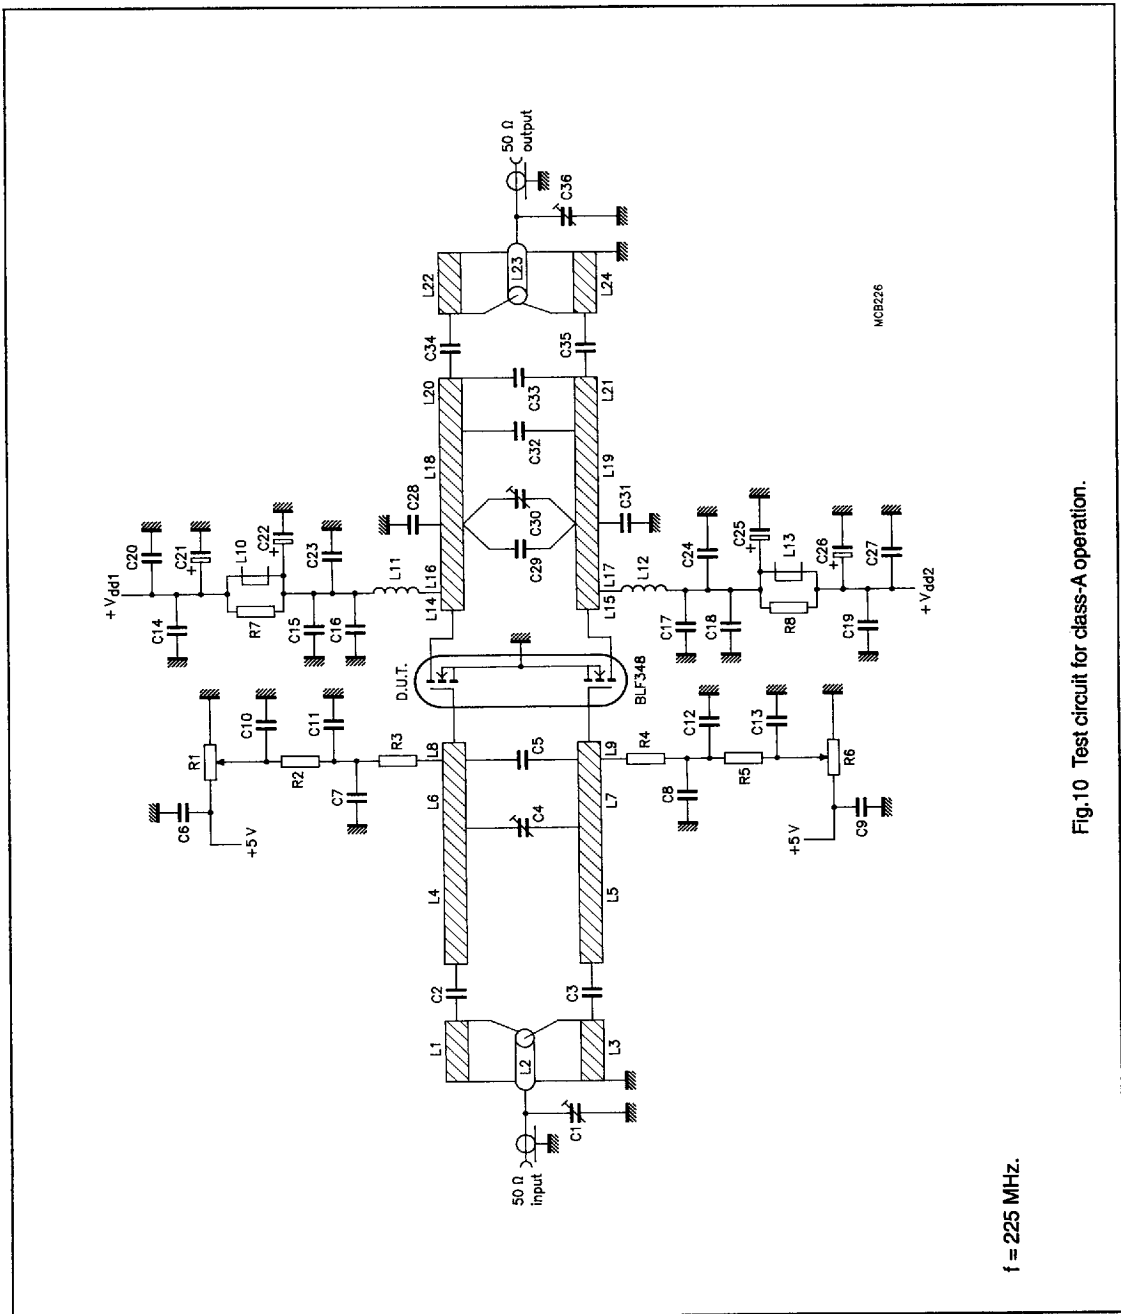 50 Ω
input
C1
L2
L1
L3
C2
C3
L4
L5
C4
L6
L7
C5
L8
L9
+5 V
C6
R1
C10
R2
C11
C7
R3
R4
C8
C12
R5
C13
R6
C9
+5 V
D.U.T.
BLF348
+ Vdd1
C14
C20
C21
R7
L10
C22
C15
C23
C16
L11
L14
L16
L15
L17
L12
C17
C24
C18
C25
R8
L13
C26
C19
C27
+ Vdd2
C28
C29
C30
C31
L18
L19
C32
C33
L20
L21
C34
C35
L22
L23
L24
C36
50 Ω
output
MCB226
f = 225 MHz.
Fig.10 Test circuit for class-A operation.